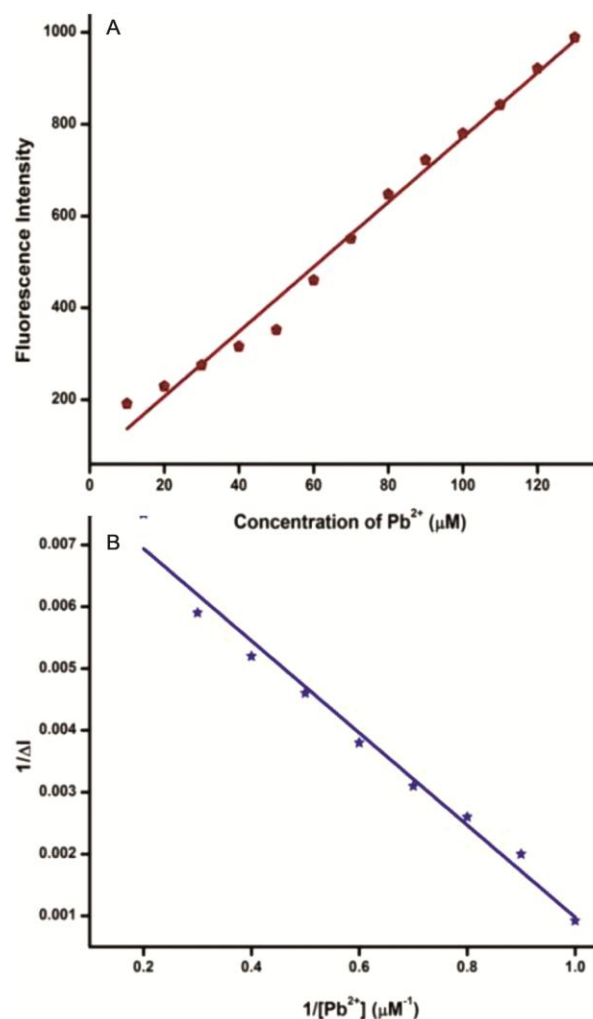 A
1000
800
600
400
200
Fluorescence Intensity
0 20 40 60 80 100 120
Concentration of Pb²⁺ (μM)
B
0.007
0.006
0.005
0.004
0.003
0.002
0.001
1/ΔI
0.2 0.4 0.6 0.8 1.0
1/[Pb²⁺] (μM⁻¹)